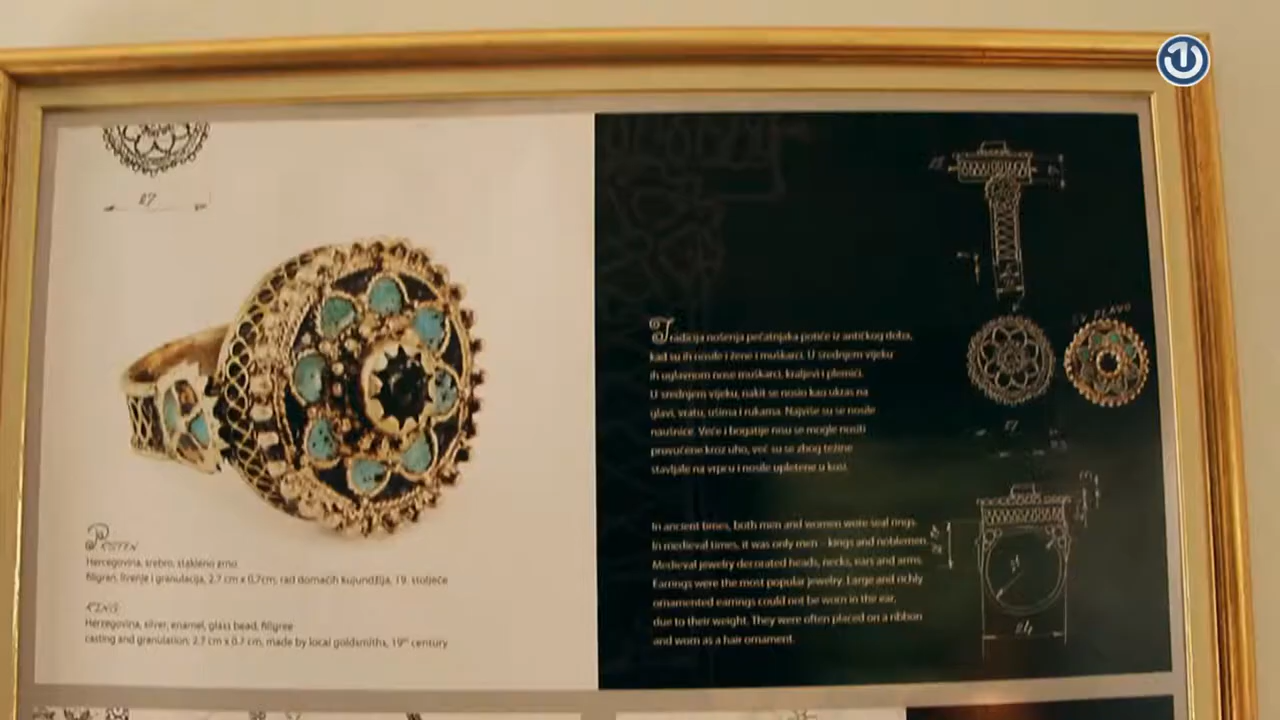 27
Prsten
Hercegovina, srebro, stakleno zrno
filigran, livenje i granulacija, 2.7 cm x 0,7cm, rad domaćih kujundžija, 19. stoljeće
Ring
Herzegovina, silver, enamel, glass bead, filigree
casting and granulation, 2.7 cm x 0.7 cm, made by local goldsmiths, 19th century
Tradicija nošenja pečatnjaka potiče iz antičkog doba,
kad su ih nosile i žene i muškarci. U srednjem vijeku
ih uglavnom nose muškarci, kraljevi i plemići.
U srednjem vijeku, nakit se nosio kao ukras na
glavi, vratu, ušima i rukama. Najviše su se nosile
naušnice. Veće i bogatije nisu se mogle nositi
provučene kroz uho, već su se zbog težine
stavljale na vrpcu i nosile upletene u kosi.
In ancient times, both men and women wore seal rings.
In medieval times, it was only men - kings and noblemen.
Medieval jewelry decorated heads, necks, ears and arms.
Earrings were the most popular jewelry. Large and richly
ornamented earrings could not be worn in the ear,
due to their weight. They were often placed on a ribbon
and worn as a hair ornament.